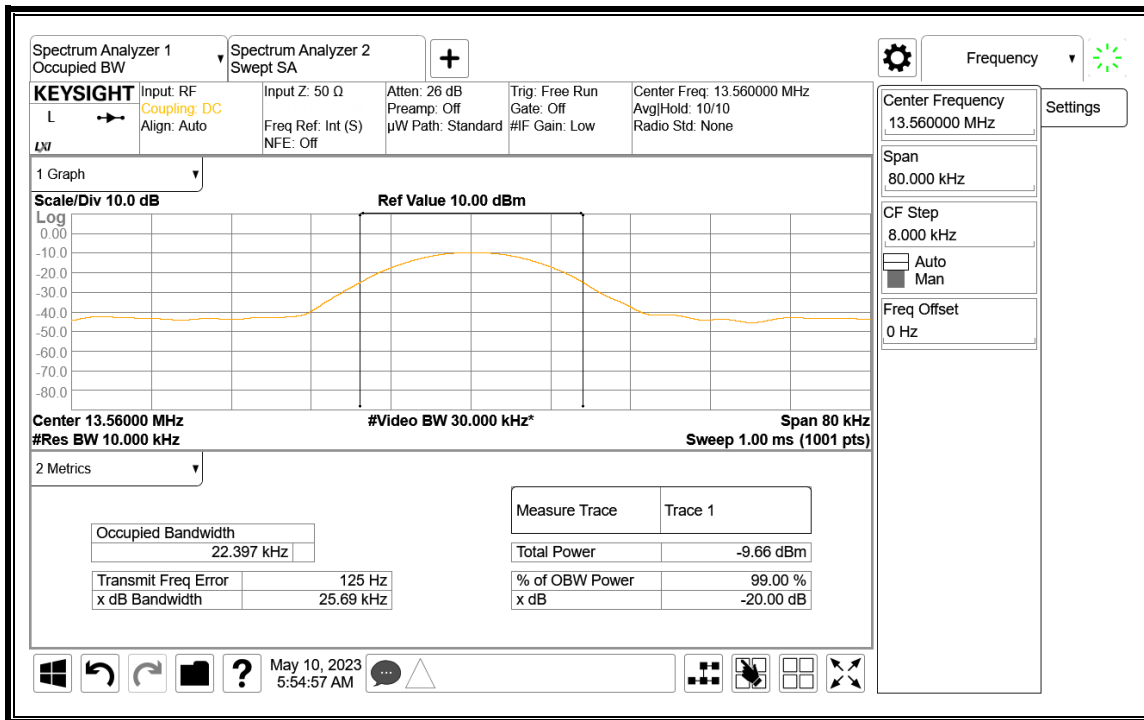 Spectrum Analyzer 1
Occupied BW
Spectrum Analyzer 2
Swept SA
+
Frequency
KEYSIGHT
L
LXI
Input: RF
Coupling: DC
Align: Auto
Input Z: 50 Ω
Freq Ref: Int (S)
NFE: Off
Atten: 26 dB
Preamp: Off
µW Path: Standard
Trig: Free Run
Gate: Off
#IF Gain: Low
Center Freq: 13.560000 MHz
Avg|Hold: 10/10
Radio Std: None
Center Frequency
13.560000 MHz
Settings
Span
80.000 kHz
CF Step
8.000 kHz
Auto
Man
Freq Offset
0 Hz
1 Graph
Scale/Div 10.0 dB
Ref Value 10.00 dBm
Log
0.00
-10.0
-20.0
-30.0
-40.0
-50.0
-60.0
-70.0
-80.0
Center 13.56000 MHz
#Video BW 30.000 kHz*
Span 80 kHz
#Res BW 10.000 kHz
Sweep 1.00 ms (1001 pts)
2 Metrics
Measure Trace Trace 1
Occupied Bandwidth
22.397 kHz
Total Power -9.66 dBm
Transmit Freq Error 125 Hz
% of OBW Power 99.00 %
x dB Bandwidth 25.69 kHz
x dB -20.00 dB
?
May 10, 2023
5:54:57 AM